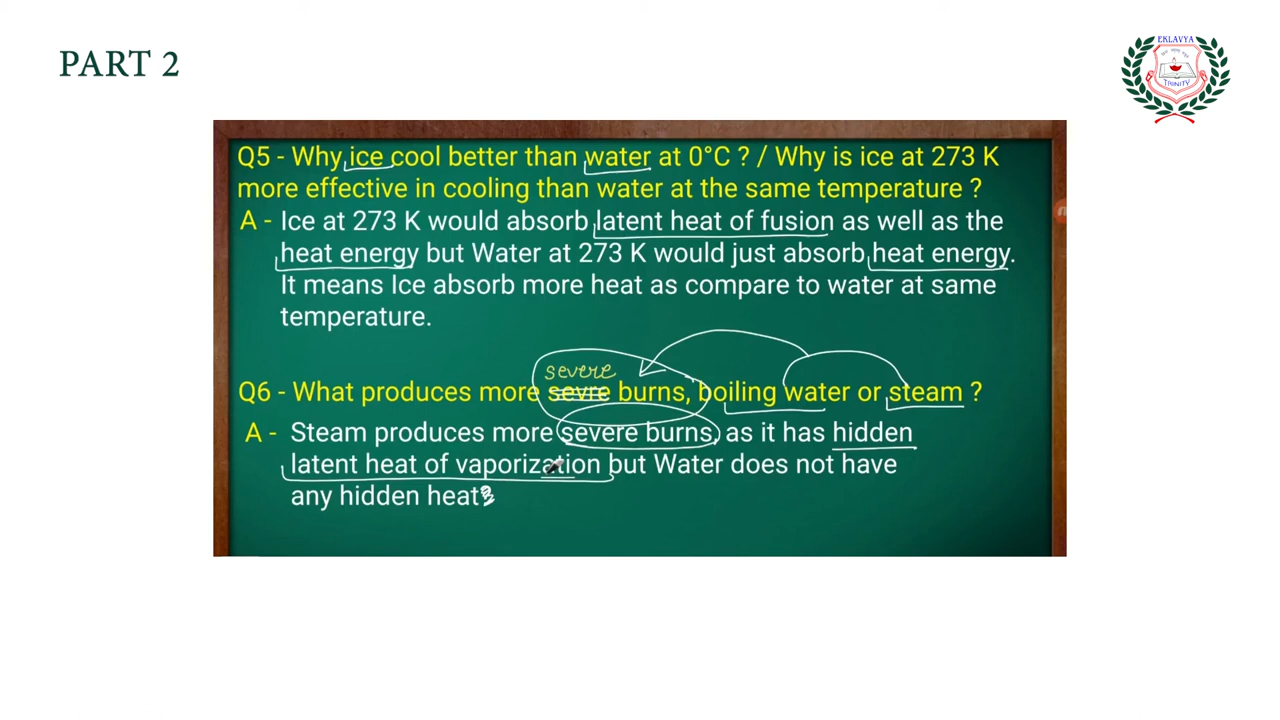 PART 2
EKLAVYA
TRINITY
Q5 - Why ice cool better than water at 0°C ? / Why is ice at 273 K
more effective in cooling than water at the same temperature ?
A - Ice at 273 K would absorb latent heat of fusion as well as the
heat energy but Water at 273 K would just absorb heat energy.
It means Ice absorb more heat as compare to water at same
temperature.
severe
Q6 - What produces more sevre burns, boiling water or steam ?
A - Steam produces more severe burns, as it has hidden
latent heat of vaporization but Water does not have
any hidden heat